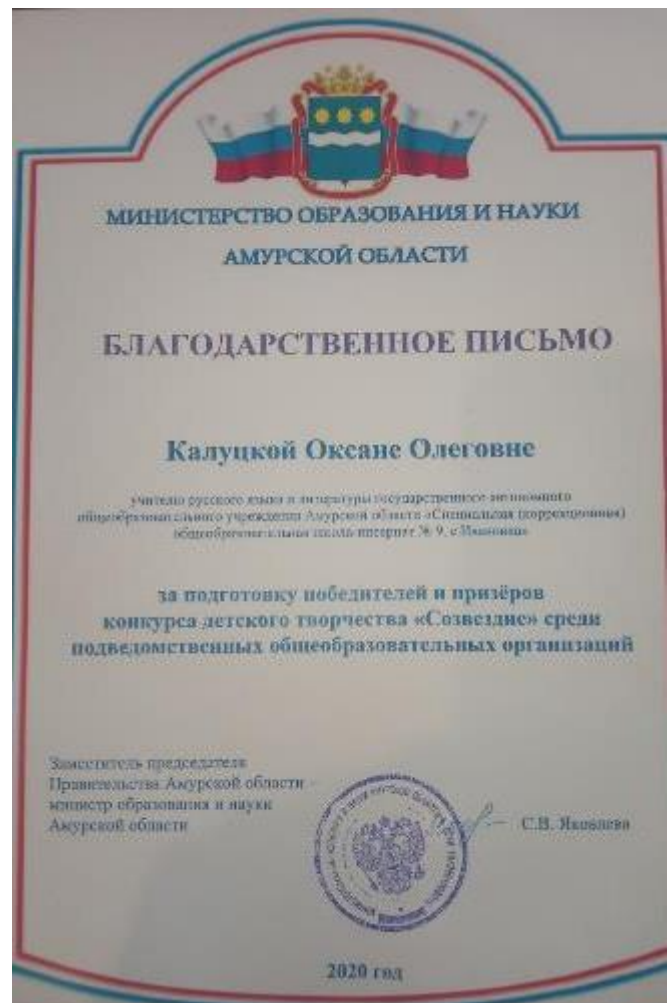 МИНИСТЕРСТВО ОБРАЗОВАНИЯ И НАУКИ
АМУРСКОЙ ОБЛАСТИ
БЛАГОДАРСТВЕННОЕ ПИСЬМО
Калуцкой Оксане Олеговне
учителю русского языка и литературы государственного автономного
общеобразовательного учреждения Амурской области «Специальная (коррекционная)
общеобразовательная школа-интернат № 9, с.Ивановка»
за подготовку победителей и призёров
конкурса детского творчества «Созвездие» среди
подведомственных общеобразовательных организаций
Заместитель председателя
Правительства Амурской области –
министр образования и науки
Амурской области
С.В. Яковлева
2020 год